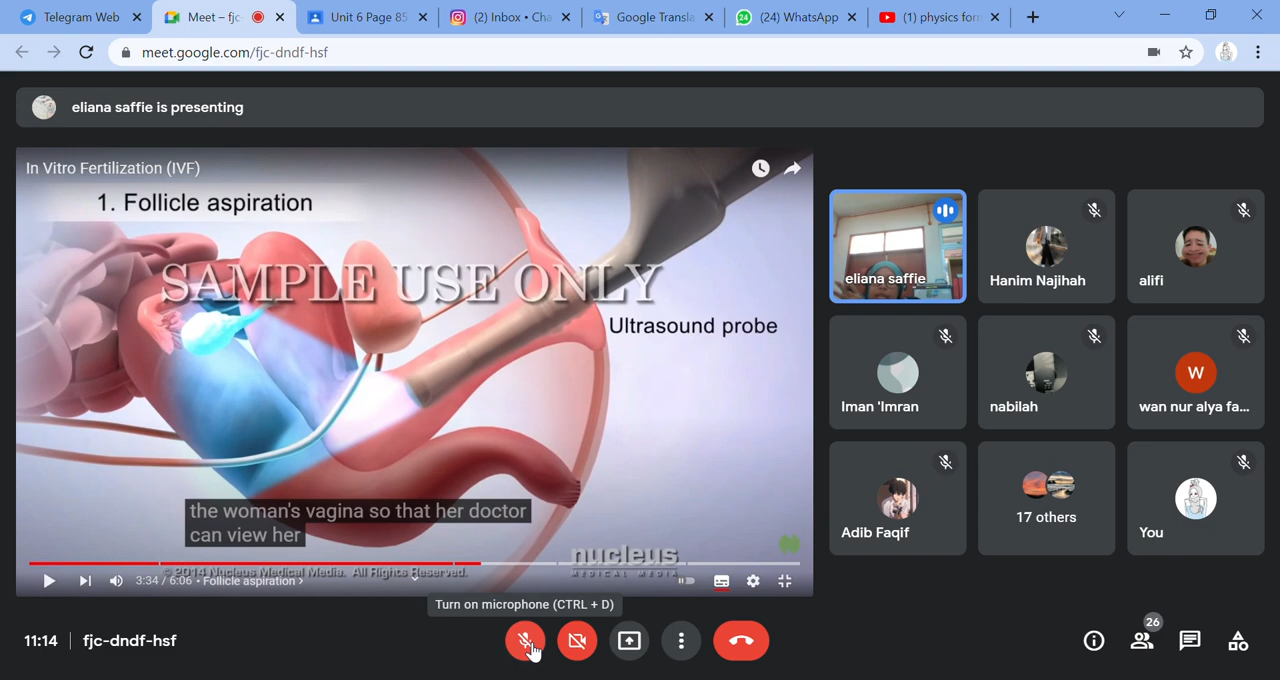 Telegram Web
Meet – fjc
Unit 6 Page 85
(2) Inbox • Cha
Google Transla
(24) WhatsApp
(1) physics for
meet.google.com/fjc-dndf-hsf
eliana saffie is presenting
In Vitro Fertilization (IVF)
1. Follicle aspiration
SAMPLE USE ONLY
Ultrasound probe
the woman's vagina so that her doctor
can view her
nucleus
MEDICAL MEDIA
© 2014 Nucleus Medical Media. All Rights Reserved.
3:34 / 6:06 • Follicle aspiration ›
eliana saffie
Hanim Najihah
alifi
Iman 'Imran
nabilah
W
wan nur alya fa...
Adib Faqif
17 others
You
Turn on microphone (CTRL + D)
11:14
fjc-dndf-hsf
26